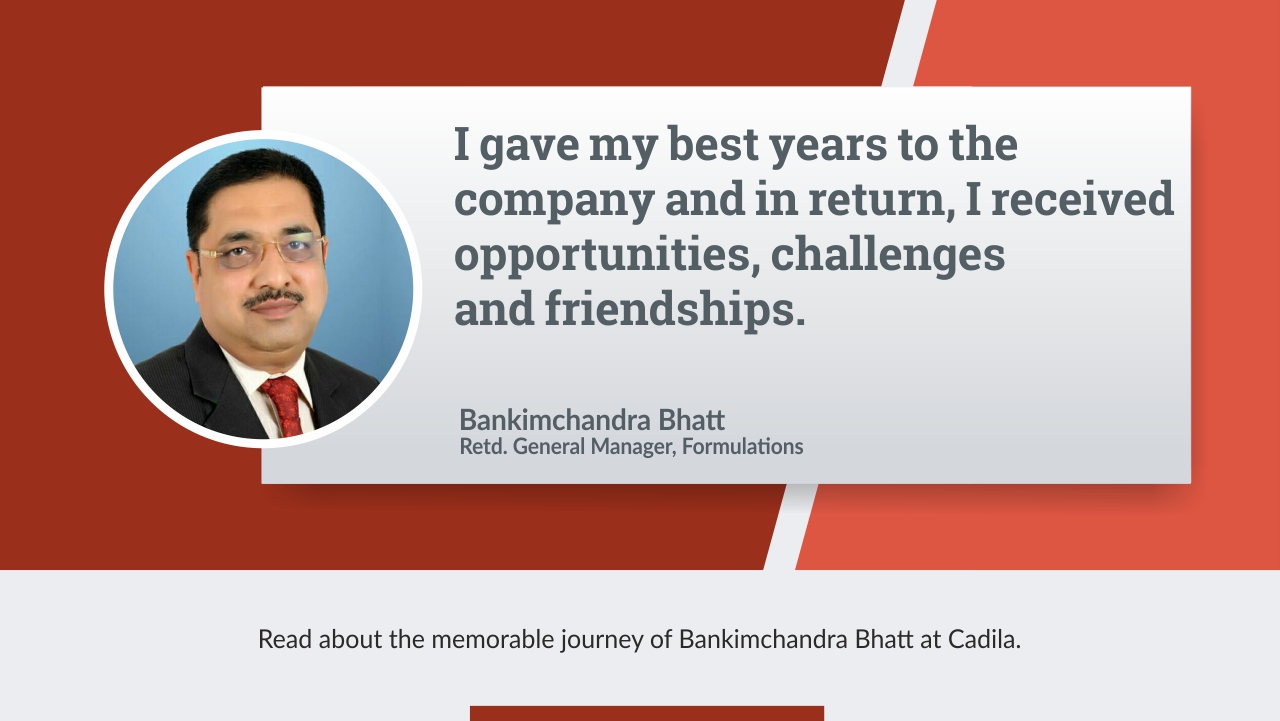 I gave my best years to the
company and in return, I received
opportunities, challenges
and friendships.
Bankimchandra Bhatt
Retd. General Manager, Formulations
Read about the memorable journey of Bankimchandra Bhatt at Cadila.